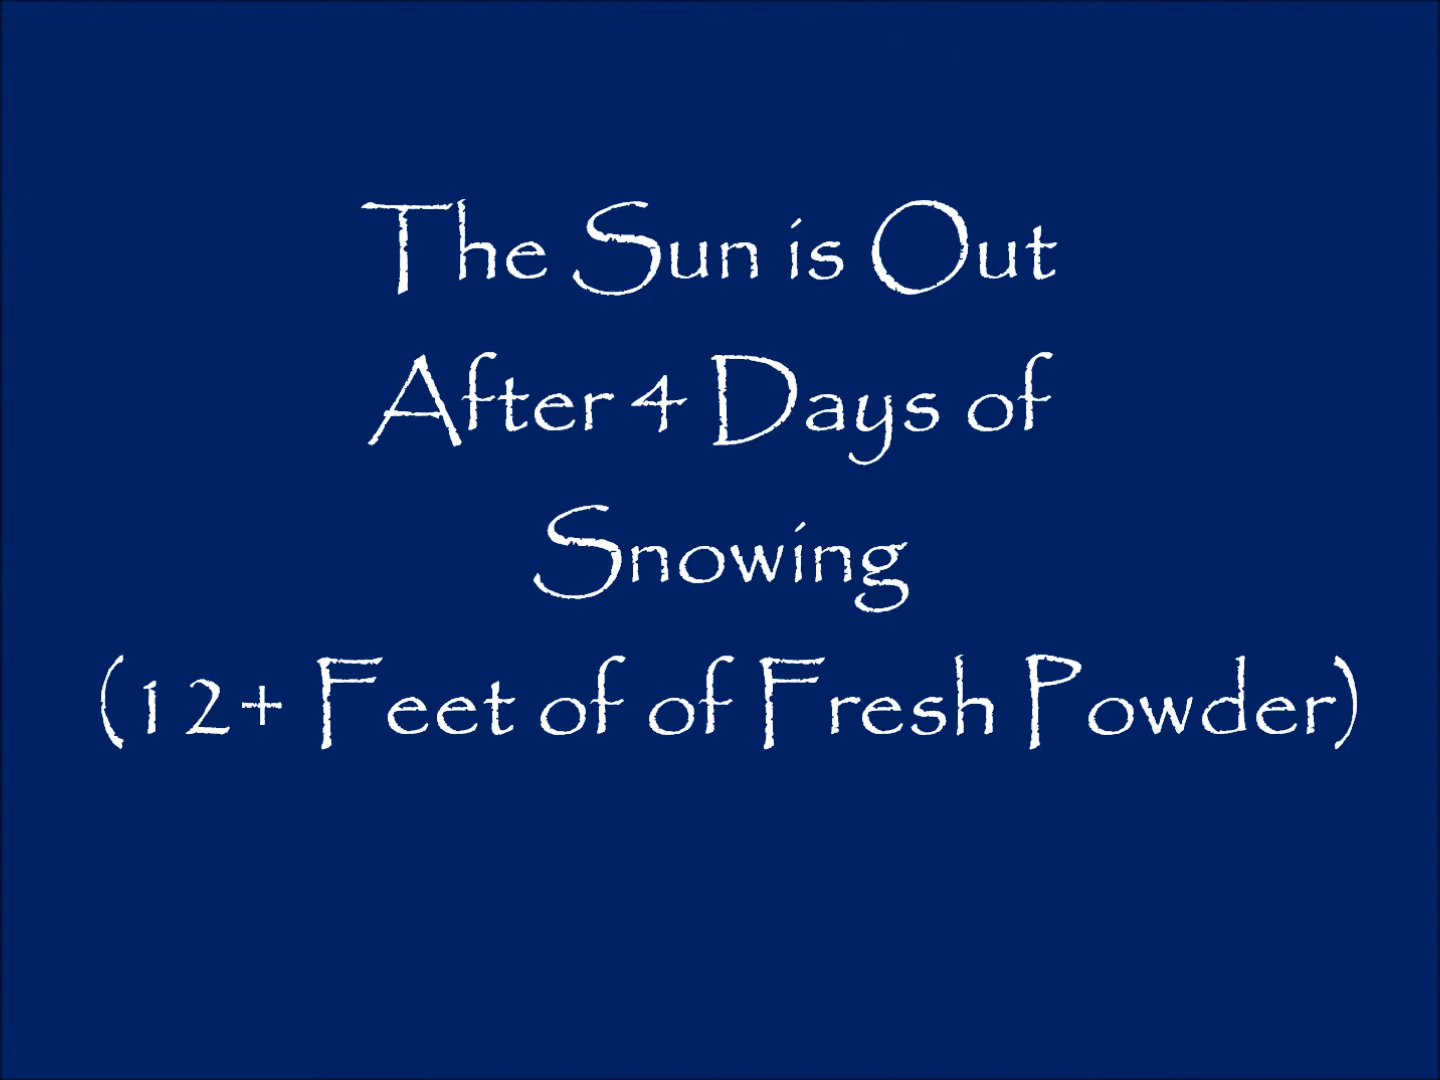 The Sun is Out
After 4 Days of
Snowing
(12+ Feet of of Fresh Powder)